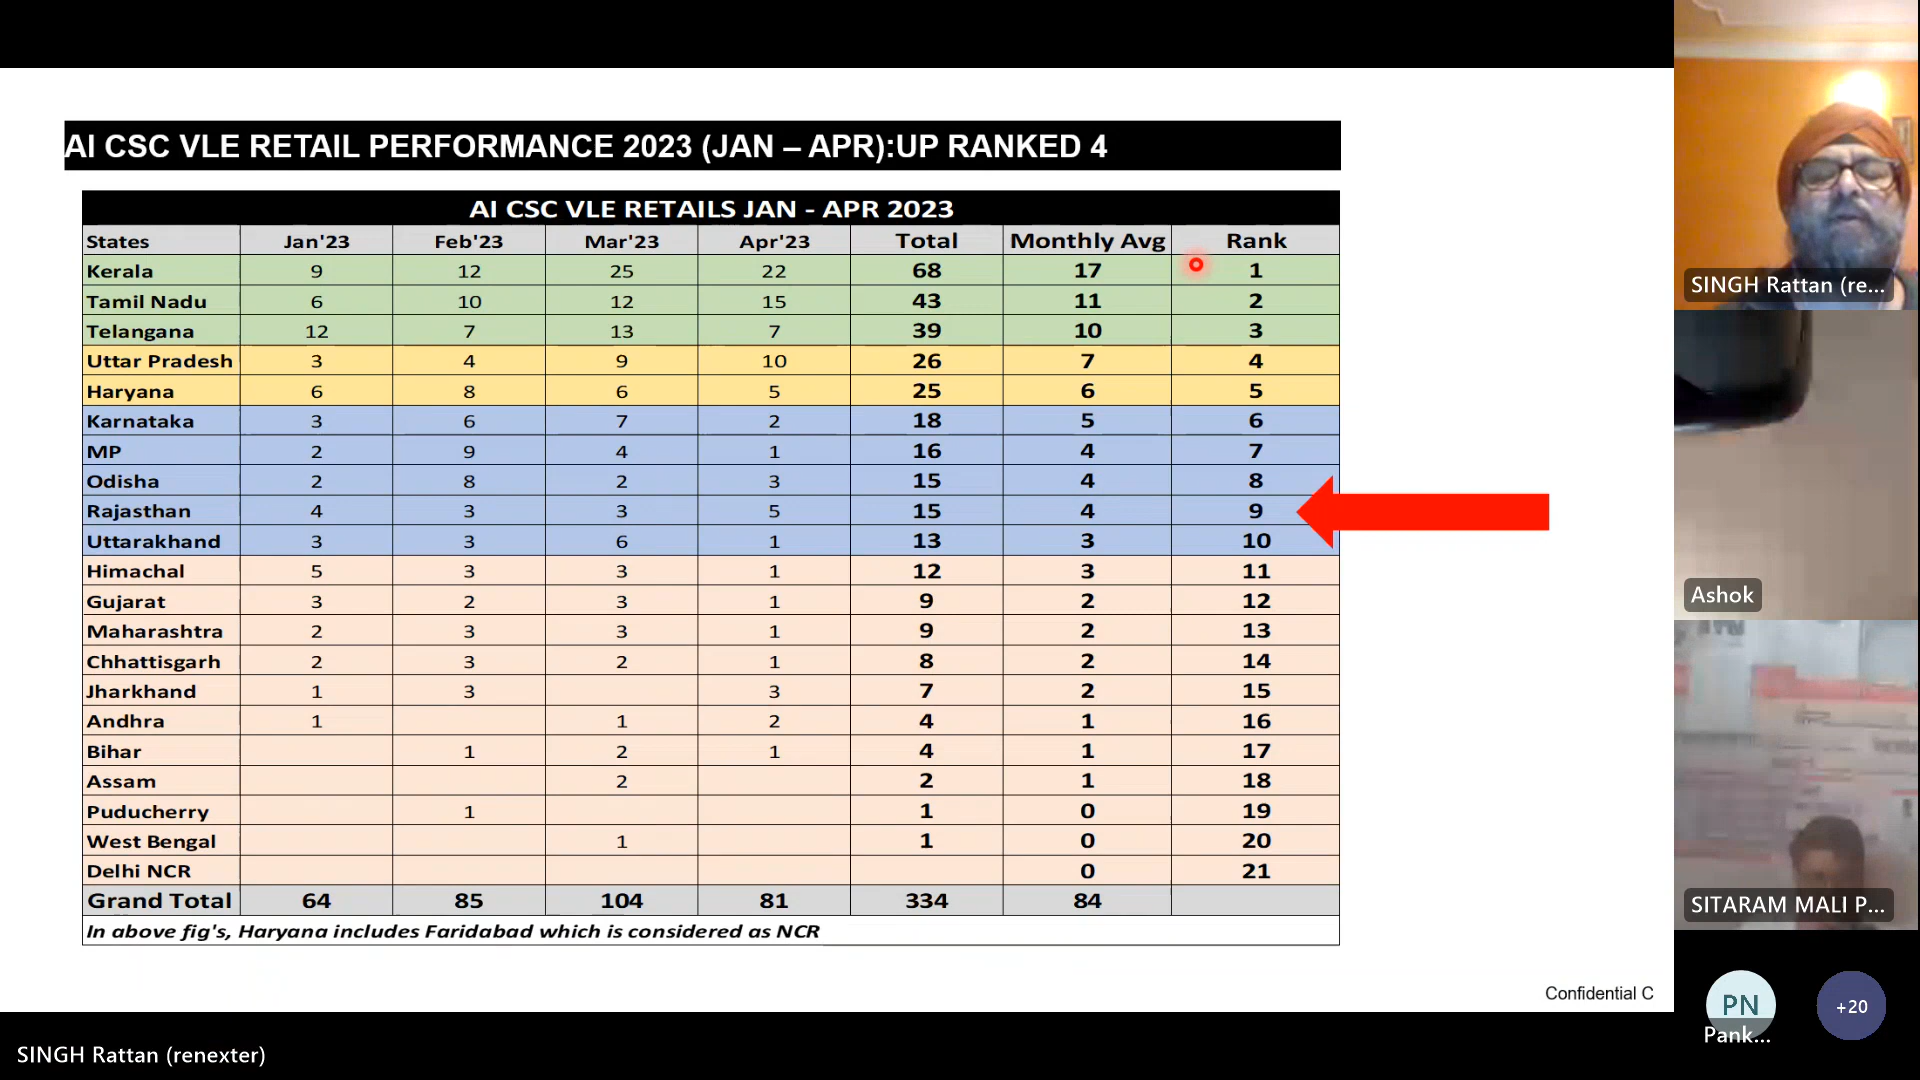 AI CSC VLE RETAIL PERFORMANCE 2023 (JAN – APR):UP RANKED 4
AI CSC VLE RETAILS JAN - APR 2023
States Jan'23 Feb'23 Mar'23 Apr'23 Total Monthly Avg Rank
Kerala 9 12 25 22 68 17 1
Tamil Nadu 6 10 12 15 43 11 2
Telangana 12 7 13 7 39 10 3
Uttar Pradesh 3 4 9 10 26 7 4
Haryana 6 8 6 5 25 6 5
Karnataka 3 6 7 2 18 5 6
MP 2 9 4 1 16 4 7
Odisha 2 8 2 3 15 4 8
Rajasthan 4 3 3 5 15 4 9
Uttarakhand 3 3 6 1 13 3 10
Himachal 5 3 3 1 12 3 11
Gujarat 3 2 3 1 9 2 12
Maharashtra 2 3 3 1 9 2 13
Chhattisgarh 2 3 2 1 8 2 14
Jharkhand 1 3 3 7 2 15
Andhra 1 1 2 4 1 16
Bihar 1 2 1 4 1 17
Assam 2 2 1 18
Puducherry 1 1 0 19
West Bengal 1 1 0 20
Delhi NCR 0 21
Grand Total 64 85 104 81 334 84
In above fig's, Haryana includes Faridabad which is considered as NCR
Confidential C
SINGH Rattan (renexter)
SINGH Rattan (re...
Ashok
SITARAM MALI P...
PN
Pank...
+20